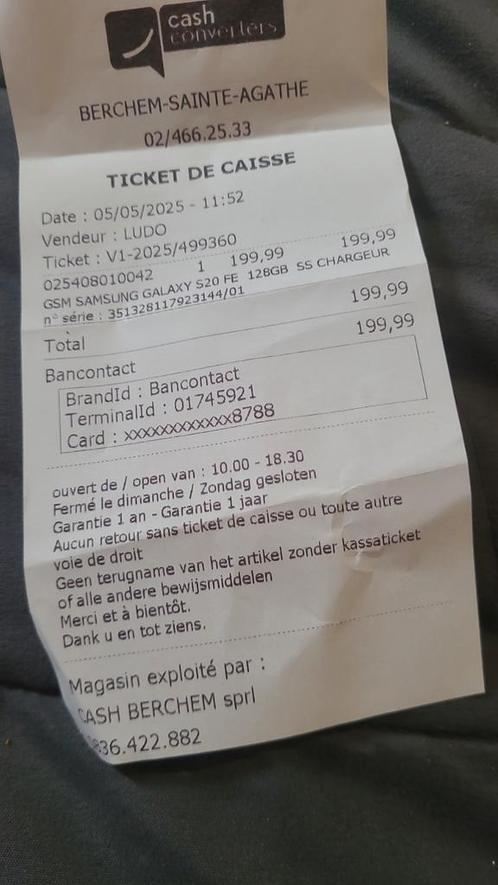 cash
converters
BERCHEM-SAINTE-AGATHE
02/466.25.33
TICKET DE CAISSE
Date : 05/05/2025 - 11:52
Vendeur : LUDO
Ticket : V1-2025/499360
025408010042 1 199,99 199,99
GSM SAMSUNG GALAXY S20 FE 128GB SS CHARGEUR
n° série : 351328117923144/01
Total 199,99
Bancontact 199,99
BrandId : Bancontact
TerminalId : 01745921
Card : xxxxxxxxxxxx8788
ouvert de / open van : 10.00 - 18.30
Fermé le dimanche / Zondag gesloten
Garantie 1 an - Garantie 1 jaar
Aucun retour sans ticket de caisse ou toute autre
voie de droit
Geen terugname van het artikel zonder kassaticket
of alle andere bewijsmiddelen
Merci et à bientôt.
Dank u en tot ziens.
Magasin exploité par :
CASH BERCHEM sprl
836.422.882